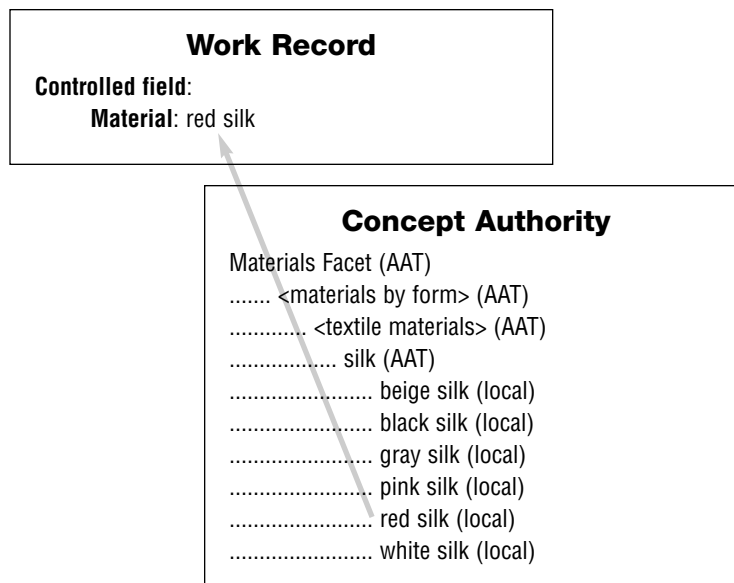 Work Record
Controlled field:
Material: red silk
Concept Authority
Materials Facet (AAT)
....... <materials by form> (AAT)
............. <textile materials> (AAT)
.................. silk (AAT)
........................ beige silk (local)
........................ black silk (local)
........................ gray silk (local)
........................ pink silk (local)
........................ red silk (local)
........................ white silk (local)